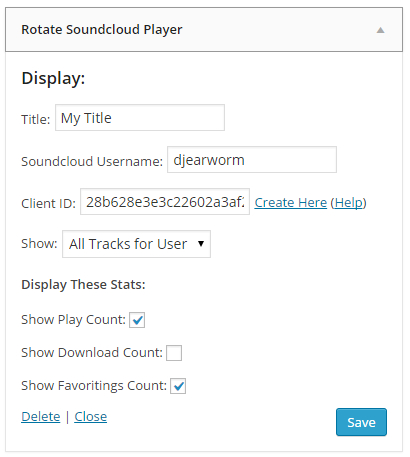 Rotate Soundcloud Player
Display:
Title: My Title
Soundcloud Username: djearworm
Client ID: 28b628e3e3c22602a3af2 Create Here (Help)
Show: All Tracks for User
Display These Stats:
Show Play Count:
Show Download Count:
Show Favoritings Count:
Delete | Close
Save